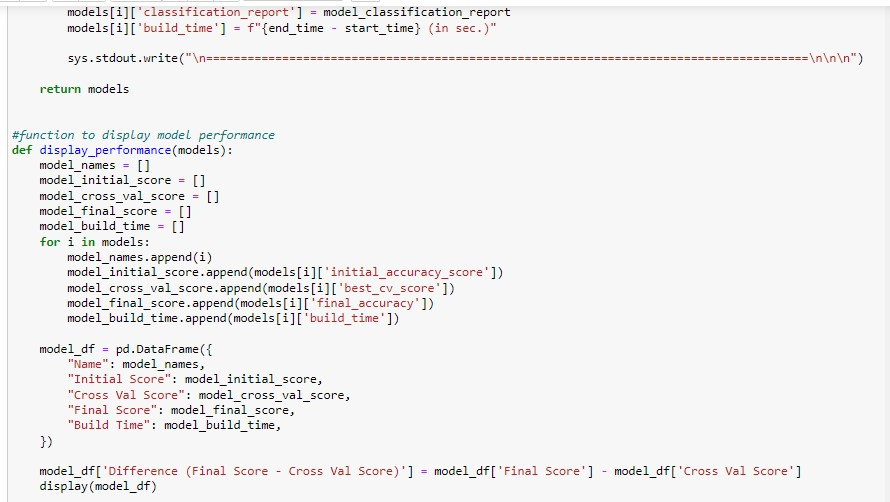 models[i]['classification_report'] = model_classification_report
models[i]['build_time'] = f"{end_time - start_time} (in sec.)"
sys.stdout.write("\n=======================================================================================\n\n\n")
return models
#function to display model performance
def display_performance(models):
model_names = []
model_initial_score = []
model_cross_val_score = []
model_final_score = []
model_build_time = []
for i in models:
model_names.append(i)
model_initial_score.append(models[i]['initial_accuracy_score'])
model_cross_val_score.append(models[i]['best_cv_score'])
model_final_score.append(models[i]['final_accuracy'])
model_build_time.append(models[i]['build_time'])
model_df = pd.DataFrame({
"Name": model_names,
"Initial Score": model_initial_score,
"Cross Val Score": model_cross_val_score,
"Final Score": model_final_score,
"Build Time": model_build_time,
})
model_df['Difference (Final Score - Cross Val Score)'] = model_df['Final Score'] - model_df['Cross Val Score']
display(model_df)